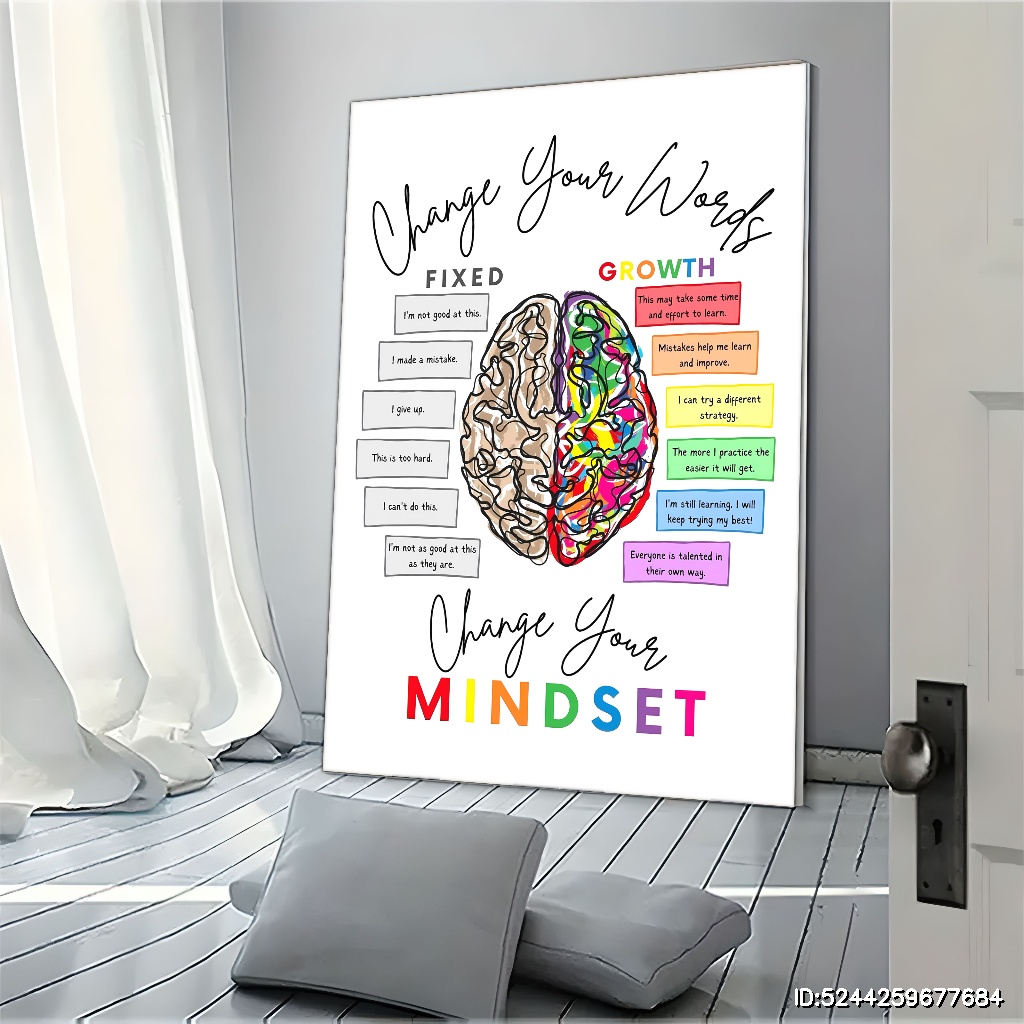 Change Your Words
FIXED
GROWTH
I'm not good at this.
This may take some time
and effort to learn.
I made a mistake.
Mistakes help me learn
and improve.
I give up.
I can try a different
strategy.
This is too hard.
The more I practice the
easier it will get.
I can't do this.
I'm still learning. I will
keep trying my best!
I'm not as good at this
as they are.
Everyone is talented in
their own way.
Change Your
MINDSET
ID:5244259677684